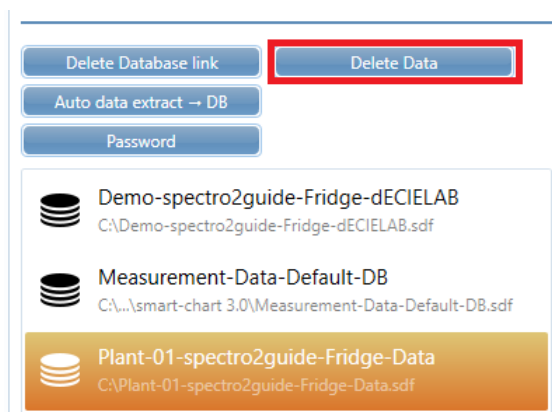 Delete Database link
Delete Data
Auto data extract → DB
Password
Demo-spectro2guide-Fridge-dECIELAB
C:\Demo-spectro2guide-Fridge-dECIELAB.sdf
Measurement-Data-Default-DB
C:\...\smart-chart 3.0\Measurement-Data-Default-DB.sdf
Plant-01-spectro2guide-Fridge-Data
C:\Plant-01-spectro2guide-Fridge-Data.sdf